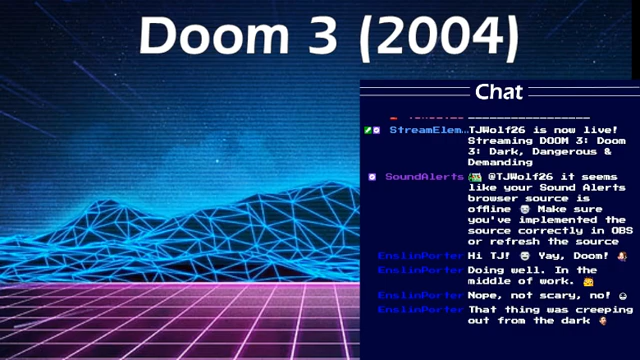 Doom 3 (2004)
Chat
StreamElem… TJWolf26 is now live!
Streaming DOOM 3: Doom
3: Dark, Dangerous &
Demanding
SoundAlerts @TJWolf26 it seems
like your Sound Alerts
browser source is
offline Make sure
you've implemented the
source correctly in OBS
or refresh the source
EnslinPorter Hi TJ! Yay, Doom!
EnslinPorter Doing well. In the
middle of work.
EnslinPorter Nope, not scary, no!
EnslinPorter That thing was creeping
out from the dark